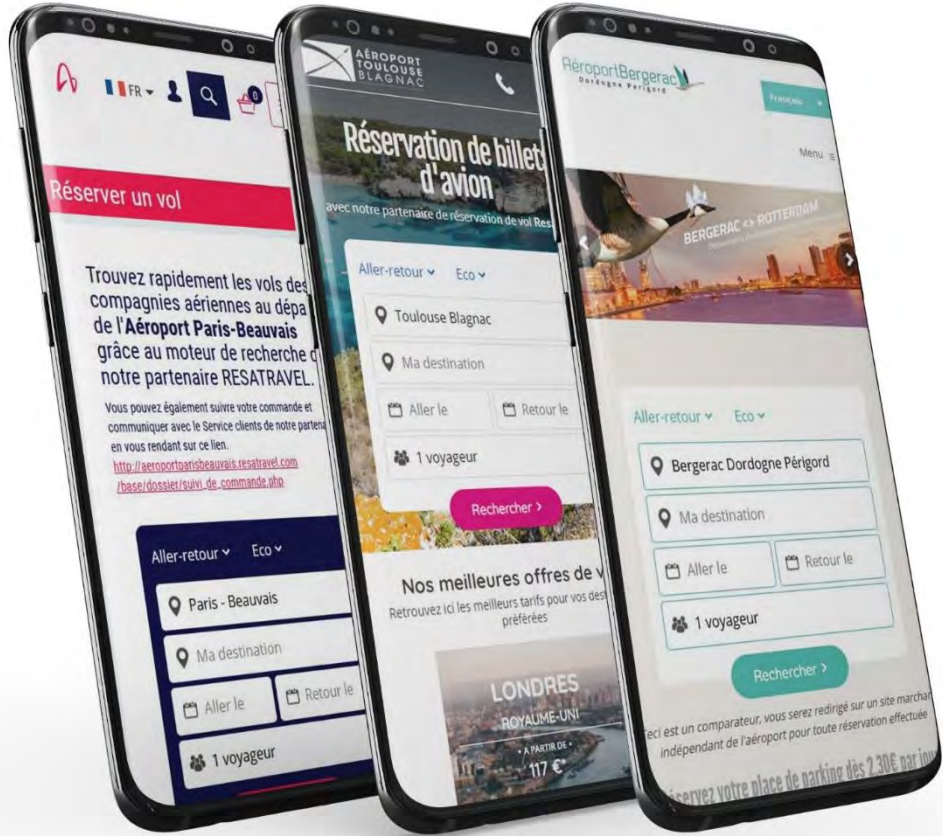 FR
0
Réserver un vol
Trouvez rapidement les vols des
compagnies aériennes au dépa
de l'Aéroport Paris-Beauvais
grâce au moteur de recherche d
notre partenaire RESATRAVEL.
Vous pouvez également suivre votre commande et
communiquer avec le Service clients de notre partena
en vous rendant sur ce lien.
http://aeroportparisbeauvais.resatravel.com
/base/dossier/suivi_de_commande.php
Aller-retour Eco
Paris - Beauvais
Ma destination
Aller le Retour le
1 voyageur
AÉROPORT
TOULOUSE
BLAGNAC
Réservation de billets
d'avion
avec notre partenaire de réservation de vol Res
Aller-retour Eco
Toulouse Blagnac
Ma destination
Aller le Retour le
1 voyageur
Rechercher >
Nos meilleures offres de v
Retrouvez ici les meilleurs tarifs pour vos dest
préférées
LONDRES
ROYAUME-UNI
• A PARTIR DE •
117 €*
AéroportBergerac
Dordogne Périgord
Français
Menu
BERGERAC <> ROTTERDAM
Aller-retour Eco
Bergerac Dordogne Périgord
Ma destination
Aller le Retour le
1 voyageur
Rechercher >
eci est un comparateur, vous serez redirigé sur un site marchan
indépendant de l'aéroport pour toute réservation effectuée
éservez votre place de parking dès 2.30€ par jou